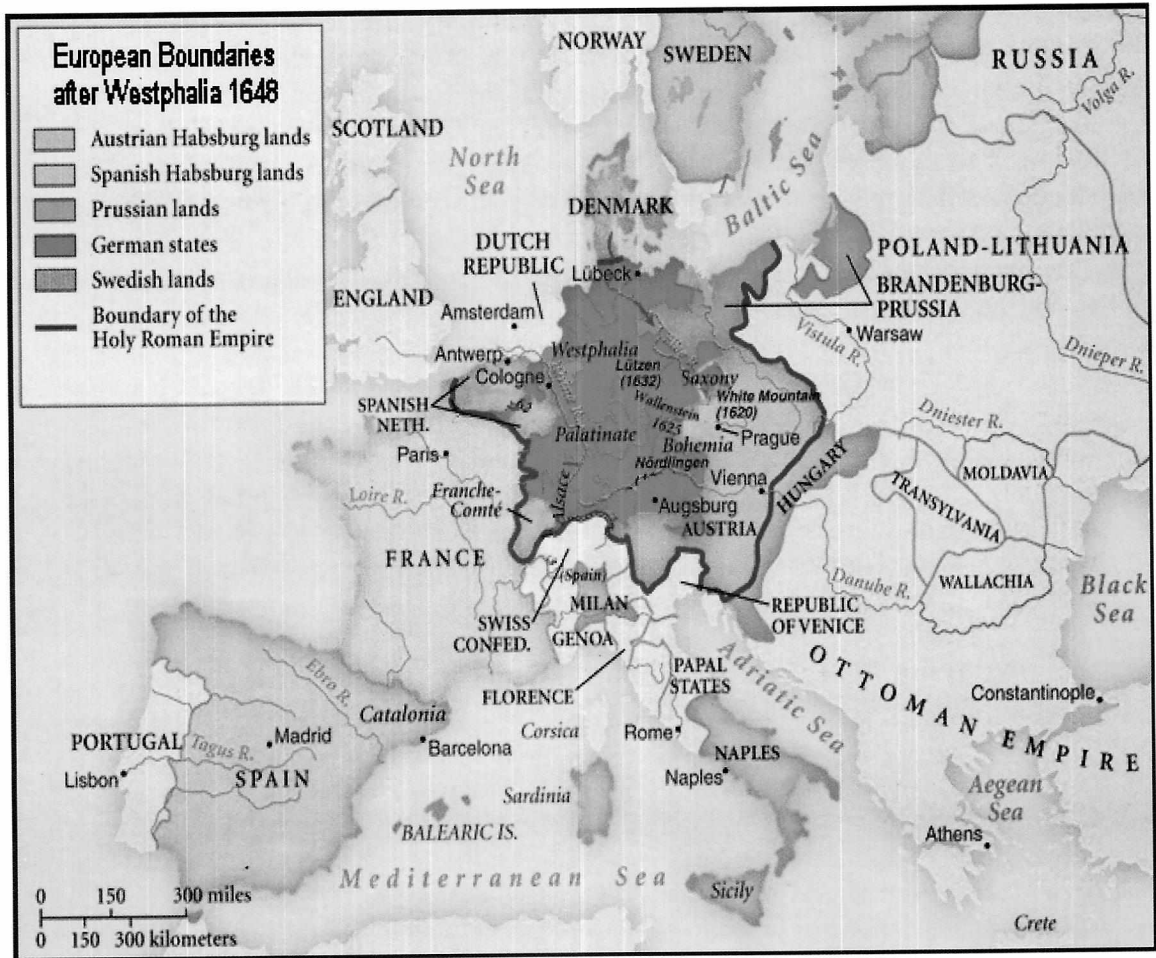 European Boundaries
after Westphalia 1648
Austrian Habsburg lands
Spanish Habsburg lands
Prussian lands
German states
Swedish lands
Boundary of the
Holy Roman Empire
NORWAY
SWEDEN
RUSSIA
Volga R.
SCOTLAND
North
Sea
Baltic Sea
DENMARK
DUTCH
REPUBLIC
Lübeck
POLAND-LITHUANIA
BRANDENBURG-
PRUSSIA
ENGLAND
Amsterdam
Vistula R.
Warsaw
Dnieper R.
Antwerp
Westphalia
Cologne
Lützen
(1632)
Saxony
White Mountain
(1620)
Wallenstein
1625
SPANISH
NETH.
Palatinate
Bohemia
Prague
Dniester R.
Paris
Nördlingen
Vienna
HUNGARY
MOLDAVIA
TRANSYLVANIA
Loire R.
Franche-
Comté
Alsace
Augsburg
AUSTRIA
FRANCE
(Spain)
MILAN
Danube R.
WALLACHIA
Black
Sea
SWISS
CONFED.
GENOA
REPUBLIC
OF VENICE
FLORENCE
PAPAL
STATES
Adriatic Sea
OTTOMAN EMPIRE
Constantinople
Ebro R.
Catalonia
Corsica
Rome
PORTUGAL
Tagus R.
Madrid
Barcelona
NAPLES
Lisbon
SPAIN
Naples
Sardinia
Aegean
Sea
BALEARIC IS.
Athens
Mediterranean Sea
Sicily
Crete
0 150 300 miles
0 150 300 kilometers